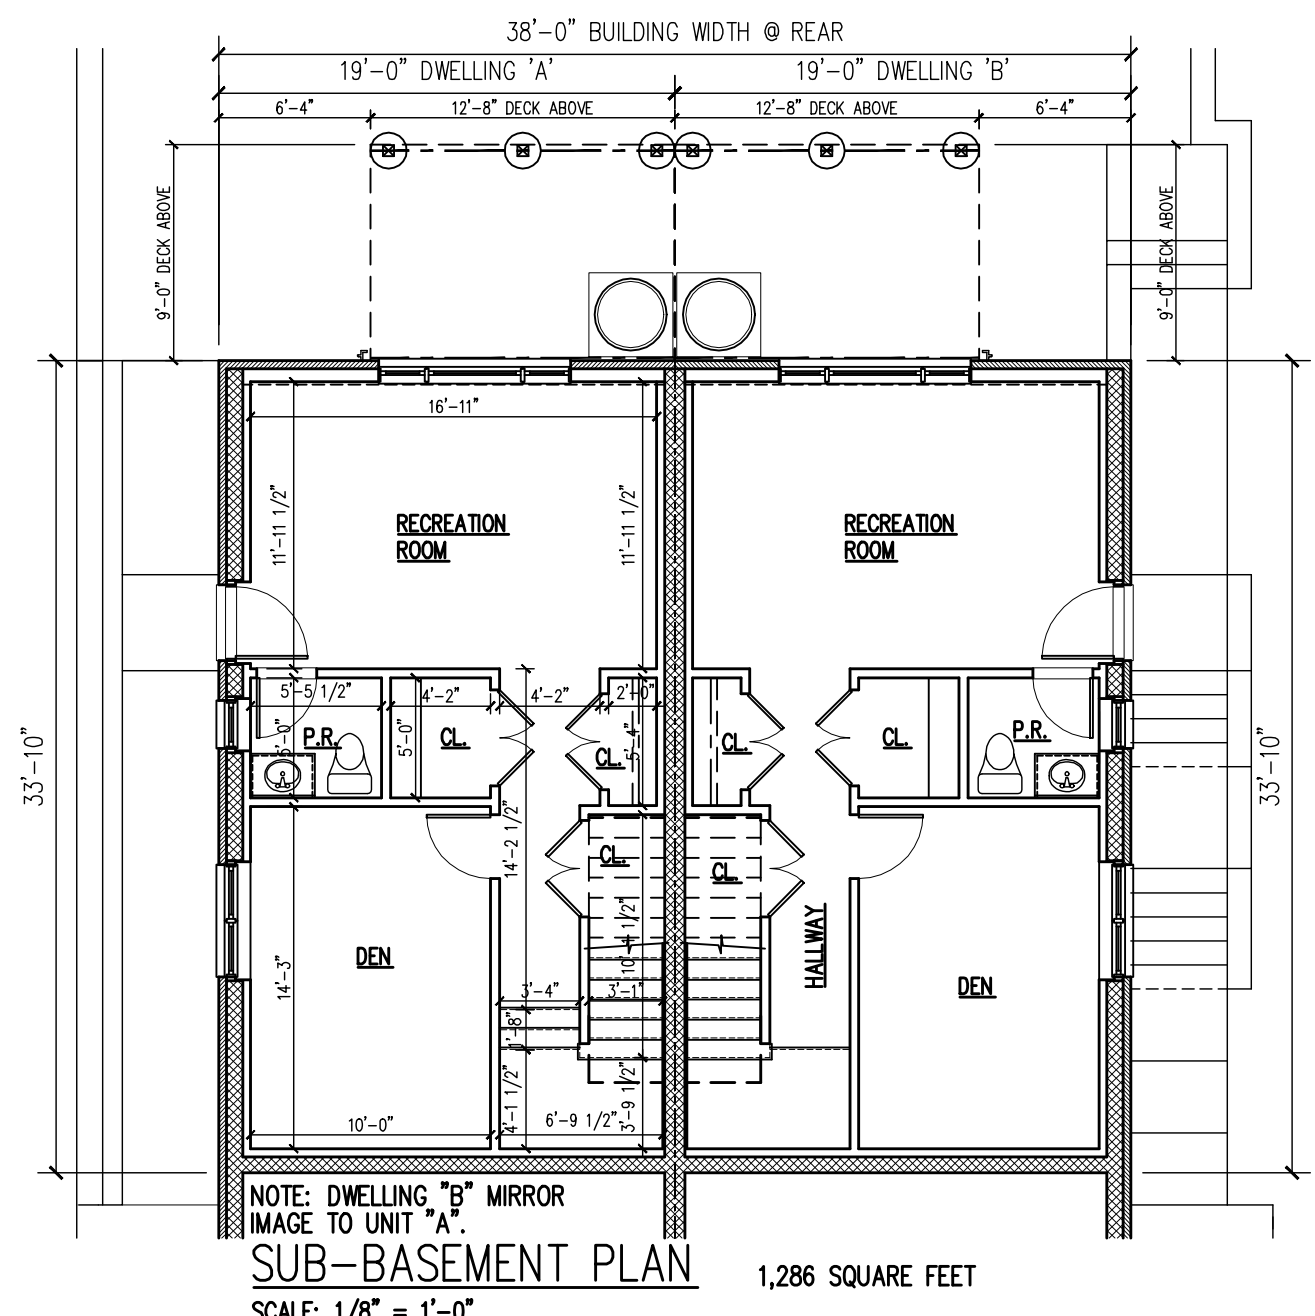 38'-0" BUILDING WIDTH @ REAR
19'-0" DWELLING 'A' 19'-0" DWELLING 'B'
6'-4" 12'-8" DECK ABOVE 12'-8" DECK ABOVE 6'-4"
9'-0" DECK ABOVE
9'-0" DECK ABOVE
16'-11"
11'-11 1/2"
11'-11 1/2"
RECREATION
ROOM
RECREATION
ROOM
33'-10"
33'-10"
5'-5 1/2" 4'-2" 4'-2" 2'-0"
5'-0"
P.R.
5'-0"
CL.
CL.
5'-4"
CL.
CL.
P.R.
14'-2 1/2"
CL.
CL.
HALLWAY
DEN
DEN
14'-3"
10'-1 1/2"
3'-4" 3'-1"
1'-8"
4'-1 1/2"
3'-9 1/2"
10'-0" 6'-9 1/2"
NOTE: DWELLING "B" MIRROR
IMAGE TO UNIT "A".
SUB-BASEMENT PLAN
1,286 SQUARE FEET
SCALE: 1/8" = 1'-0"